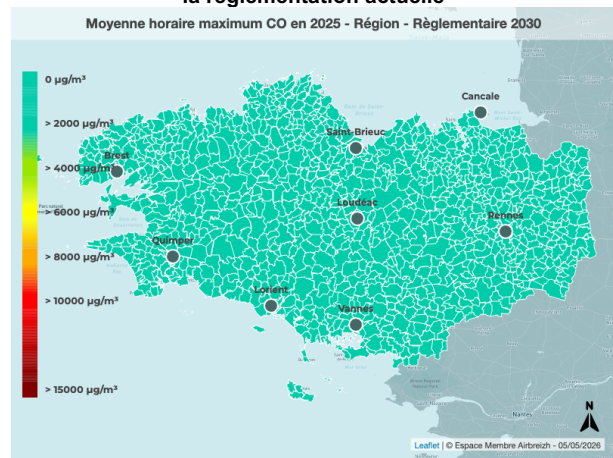 la règlementation actuelle
Moyenne horaire maximum CO en 2025 - Région - Règlementaire 2030
0 µg/m³
> 2000 µg/m³
> 4000 µg/m³
> 6000 µg/m³
> 8000 µg/m³
> 10000 µg/m³
> 15000 µg/m³
Cancale
Saint-Brieuc
Brest
Loudéac
Rennes
Quimper
Lorient
Vannes
Nantes
N
Leaflet | © Espace Membre Airbreizh - 05/05/2026